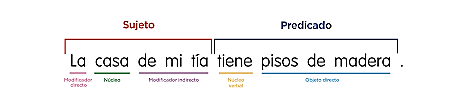 Sujeto Predicado
La casa de mi tía tiene pisos de madera .
Modificador directo Núcleo Modificador indirecto Núcleo verbal Objeto directo